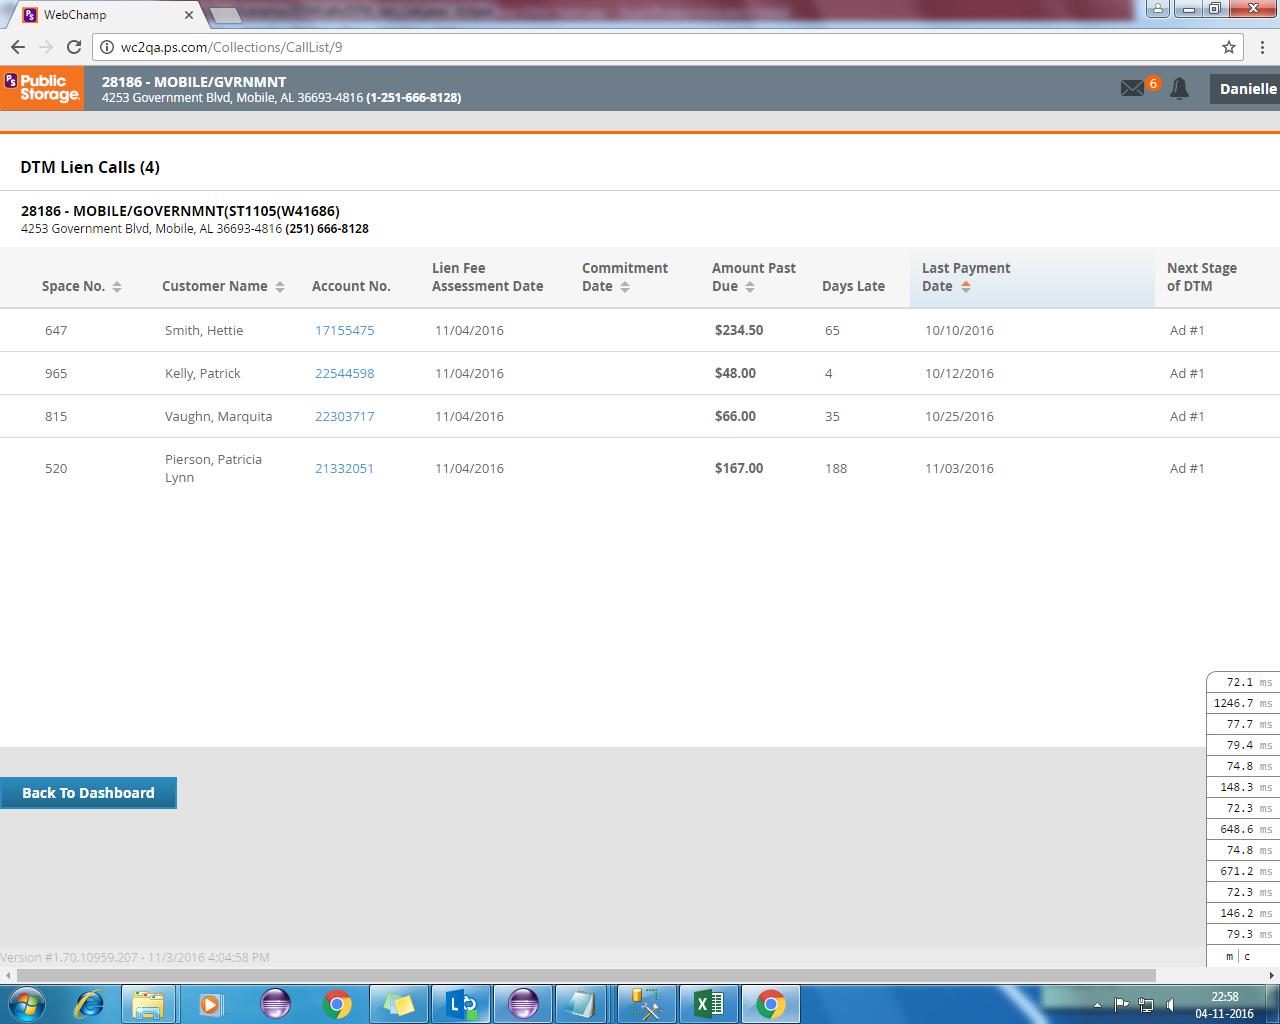 WebChamp
wc2qa.ps.com/Collections/CallList/9
PS Public Storage.
28186 - MOBILE/GVRNMNT
4253 Government Blvd, Mobile, AL 36693-4816 (1-251-666-8128)
6
Danielle
DTM Lien Calls (4)
28186 - MOBILE/GOVERNMNT(ST1105(W41686)
4253 Government Blvd, Mobile, AL 36693-4816 (251) 666-8128
Space No. Customer Name Account No. Lien Fee Assessment Date Commitment Date Amount Past Due Days Late Last Payment Date Next Stage of DTM
647 Smith, Hettie 17155475 11/04/2016 $234.50 65 10/10/2016 Ad #1
965 Kelly, Patrick 22544598 11/04/2016 $48.00 4 10/12/2016 Ad #1
815 Vaughn, Marquita 22303717 11/04/2016 $66.00 35 10/25/2016 Ad #1
520 Pierson, Patricia Lynn 21332051 11/04/2016 $167.00 188 11/03/2016 Ad #1
72.1 ms
1246.7 ms
77.7 ms
79.4 ms
74.8 ms
148.3 ms
72.3 ms
648.6 ms
74.8 ms
671.2 ms
72.3 ms
146.2 ms
79.3 ms
m | c
Back To Dashboard
Version #1.70.10959.207 - 11/3/2016 4:04:58 PM
22:58
04-11-2016